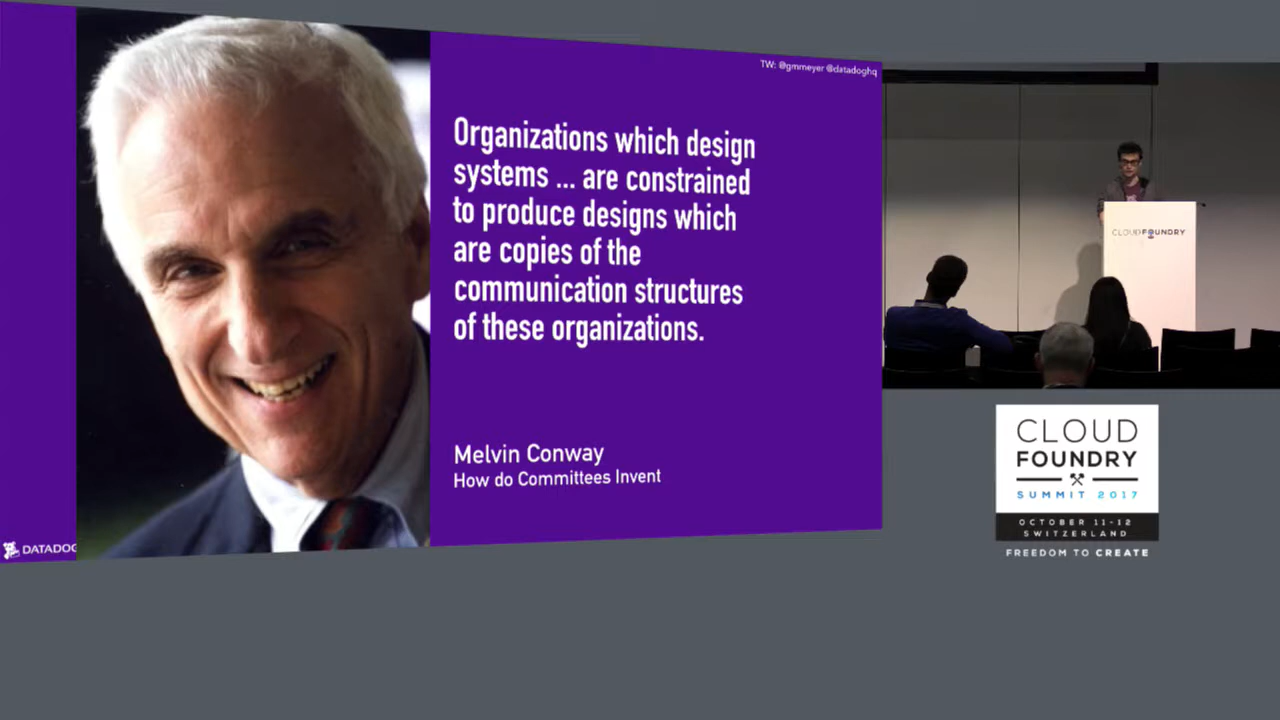 TW: @gmmeyer @datadoghq
Organizations which design
systems ... are constrained
to produce designs which
are copies of the
communication structures
of these organizations.
Melvin Conway
How do Committees Invent
DATADOG
CLOUD FOUNDRY
CLOUD
FOUNDRY
SUMMIT 2017
OCTOBER 11-12
SWITZERLAND
FREEDOM TO CREATE